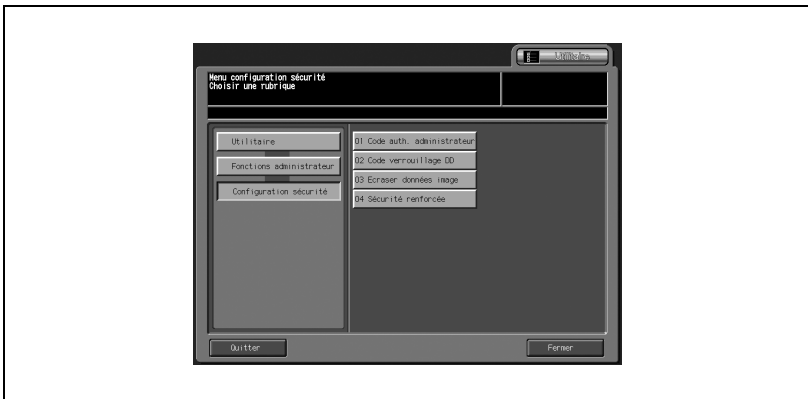 Utilitaire
Menu configuration sécurité
Choisir une rubrique
Utilitaire
Fonctions administrateur
Configuration sécurité
01 Code auth. administrateur
02 Code verrouillage DD
03 Ecraser données image
04 Sécurité renforcée
Quitter
Fermer